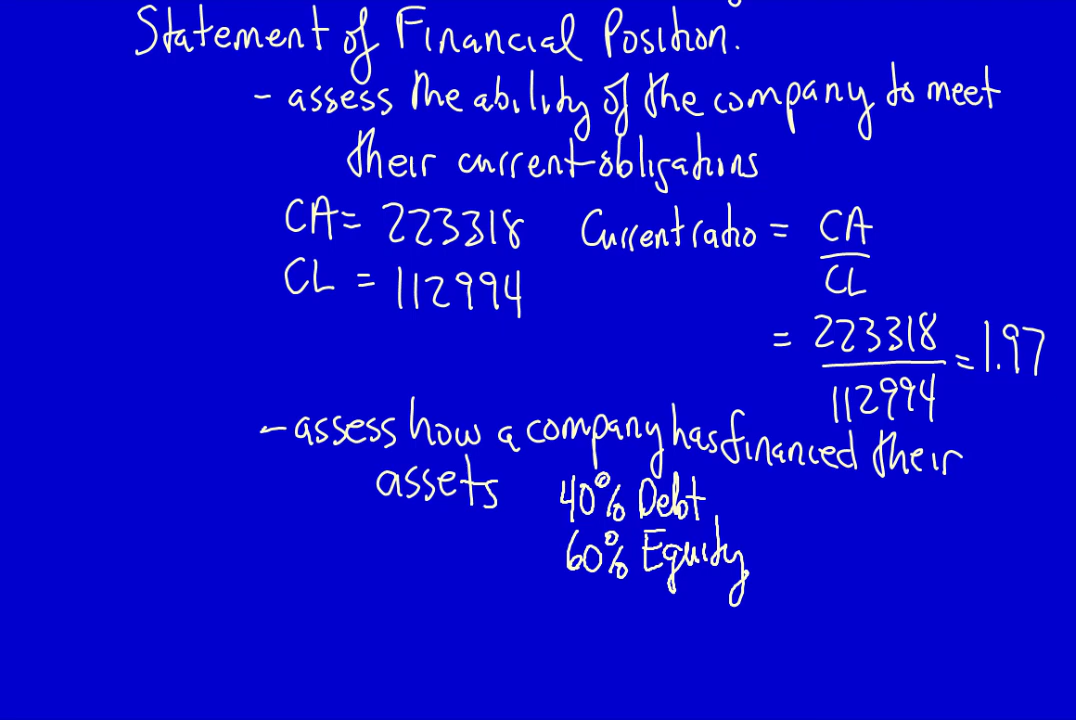 Statement of Financial Position.
- assess the ability of the company to meet
their current obligations
CA = 223318 Current ratio = CA
CL = 112994 CL
= 223318 = 1.97
112994
- assess how a company has financed their
assets 40% Debt
60% Equity